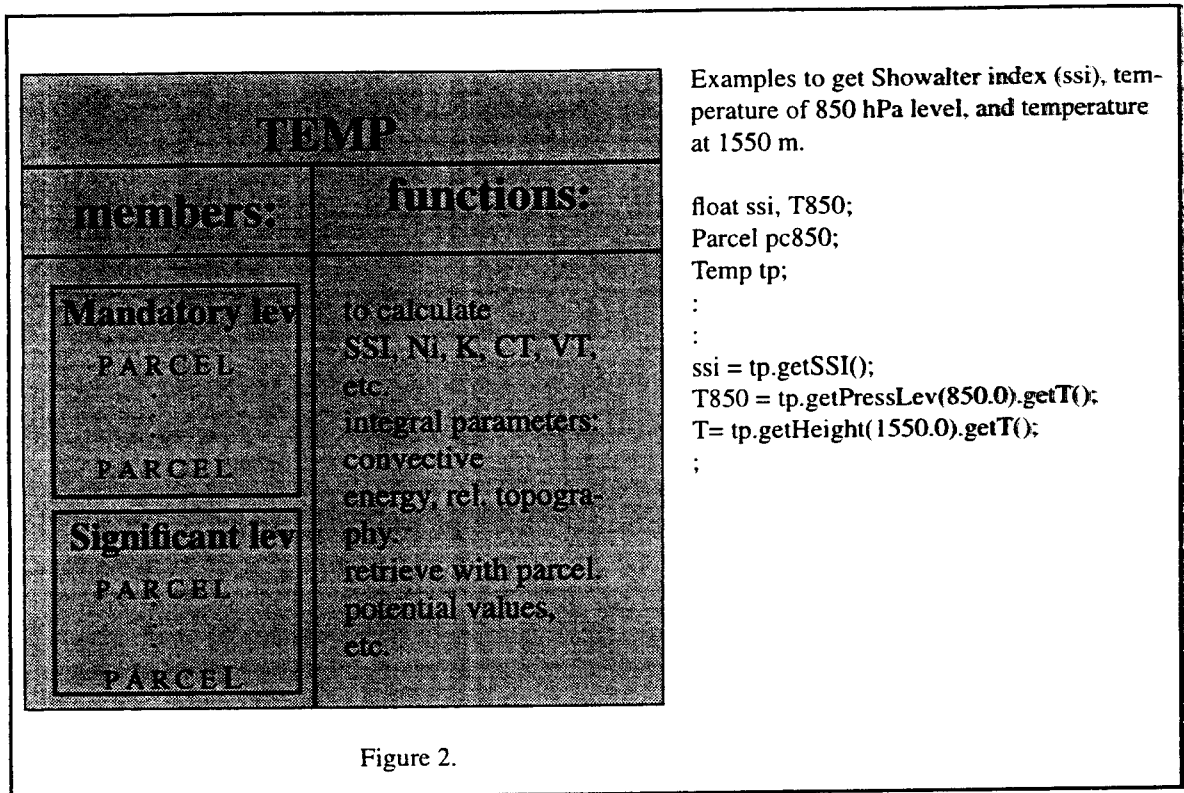 TEMP
members:
functions:
Mandatory lev
PARCEL
.
.
PARCEL
Significant lev
PARCEL
.
.
PARCEL
to calculate
SSI, Ni, K, CT, VT,
etc.
integral parameters:
convective
energy, rel. topogra-
phy.
retrieve with parcel.
potential values,
etc.
Examples to get Showalter index (ssi), tem-
perature of 850 hPa level, and temperature
at 1550 m.
float ssi, T850;
Parcel pc850;
Temp tp;
:
:
ssi = tp.getSSI();
T850 = tp.getPressLev(850.0).getT();
T= tp.getHeight(1550.0).getT();
;
Figure 2.